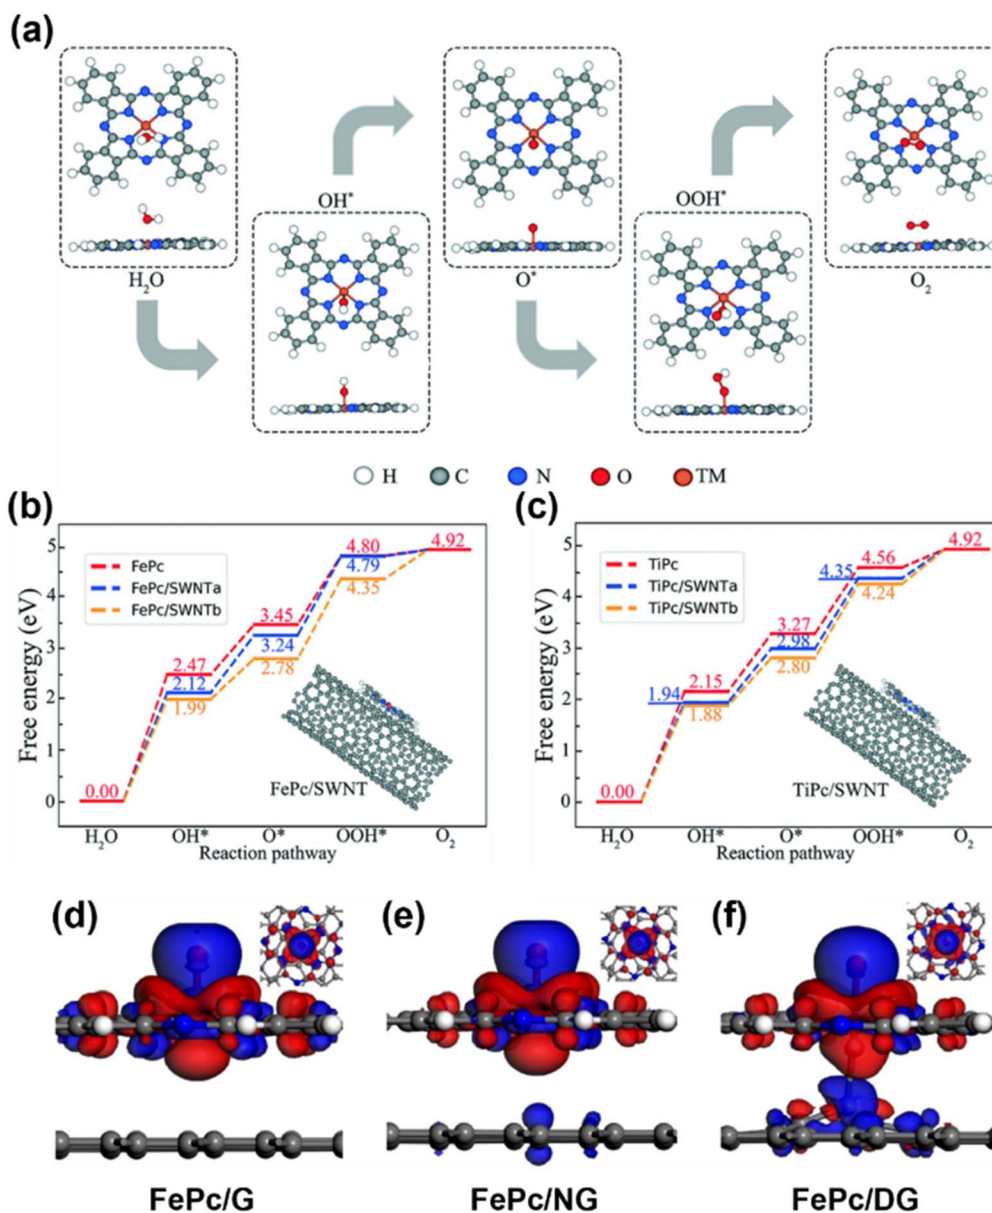 (a)
OH*
OOH*
H₂O
O*
O₂
H C N O TM
(b)
5
4
3
2
1
0
Free energy (eV)
FePc
FePc/SWNTa
FePc/SWNTb
0.00
2.47
2.12
1.99
3.45
3.24
2.78
4.80
4.79
4.35
4.92
FePc/SWNT
H₂O OH* O* OOH* O₂
Reaction pathway
(c)
5
4
3
2
1
0
Free energy (eV)
TiPc
TiPc/SWNTa
TiPc/SWNTb
0.00
1.94
2.15
1.88
3.27
2.98
2.80
4.35
4.56
4.24
4.92
TiPc/SWNT
H₂O OH* O* OOH* O₂
Reaction pathway
(d)
(e)
(f)
FePc/G
FePc/NG
FePc/DG